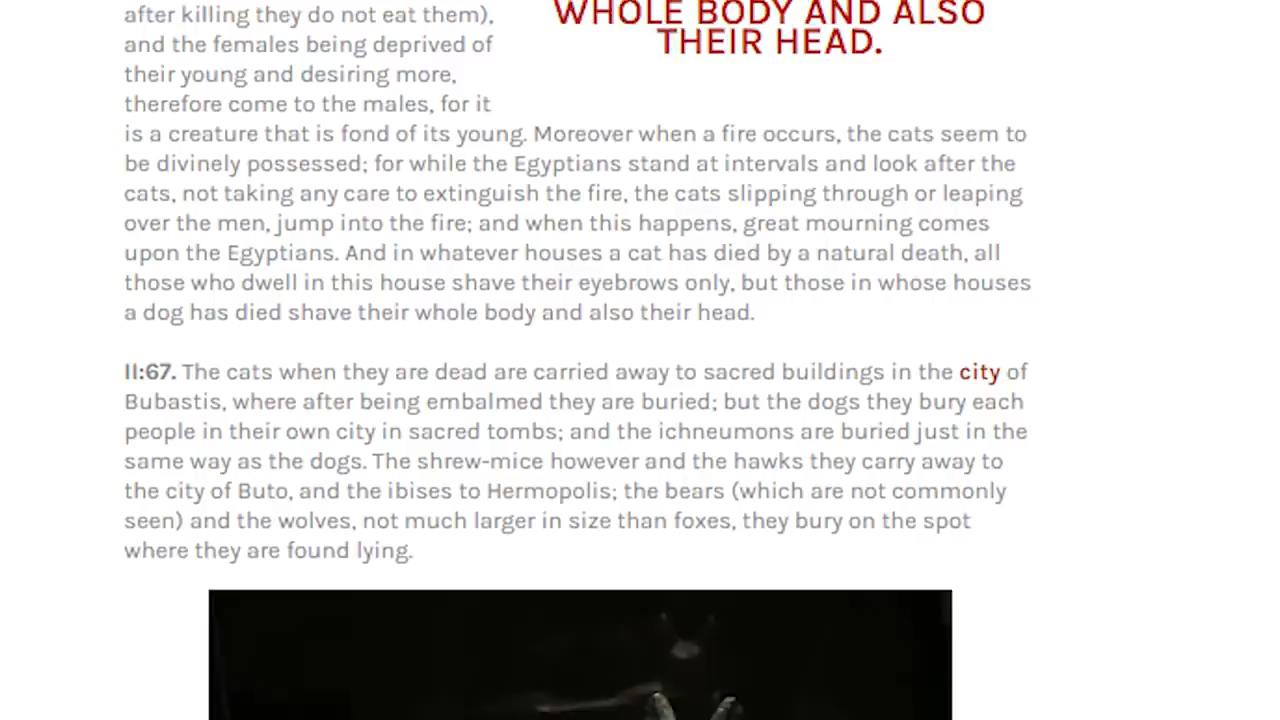 after killing they do not eat them),
and the females being deprived of
their young and desiring more,
therefore come to the males, for it
WHOLE BODY AND ALSO
THEIR HEAD.
is a creature that is fond of its young. Moreover when a fire occurs, the cats seem to
be divinely possessed; for while the Egyptians stand at intervals and look after the
cats, not taking any care to extinguish the fire, the cats slipping through or leaping
over the men, jump into the fire; and when this happens, great mourning comes
upon the Egyptians. And in whatever houses a cat has died by a natural death, all
those who dwell in this house shave their eyebrows only, but those in whose houses
a dog has died shave their whole body and also their head.
II:67. The cats when they are dead are carried away to sacred buildings in the city of
Bubastis, where after being embalmed they are buried; but the dogs they bury each
people in their own city in sacred tombs; and the ichneumons are buried just in the
same way as the dogs. The shrew-mice however and the hawks they carry away to
the city of Buto, and the ibises to Hermopolis; the bears (which are not commonly
seen) and the wolves, not much larger in size than foxes, they bury on the spot
where they are found lying.